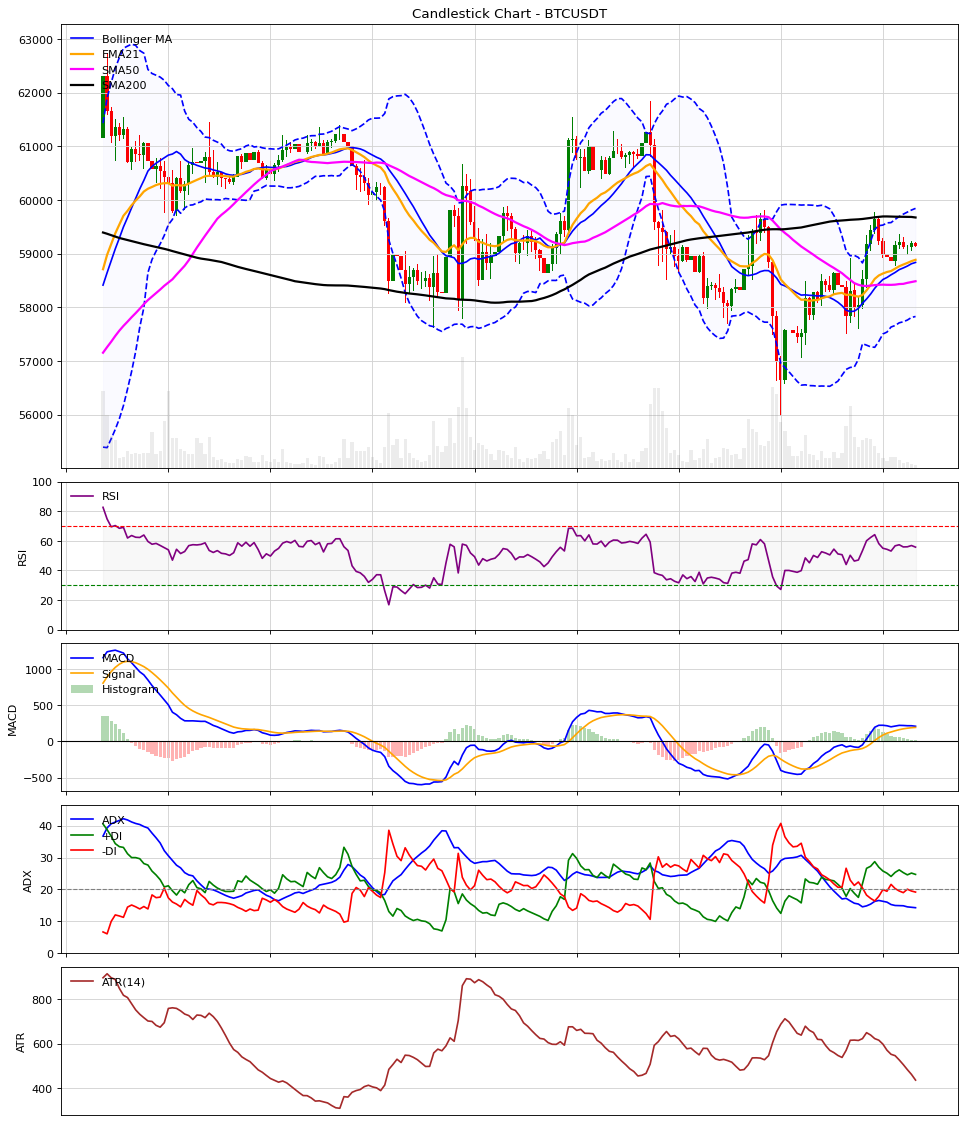 Candlestick Chart - BTCUSDT
63000
62000
61000
60000
59000
58000
57000
56000
Bollinger MA
EMA21
SMA50
SMA200
100
80
60
40
20
0
RSI
RSI
1000
500
0
−500
MACD
MACD
Signal
Histogram
40
30
20
10
0
ADX
ADX
+DI
-DI
800
600
400
ATR
ATR(14)